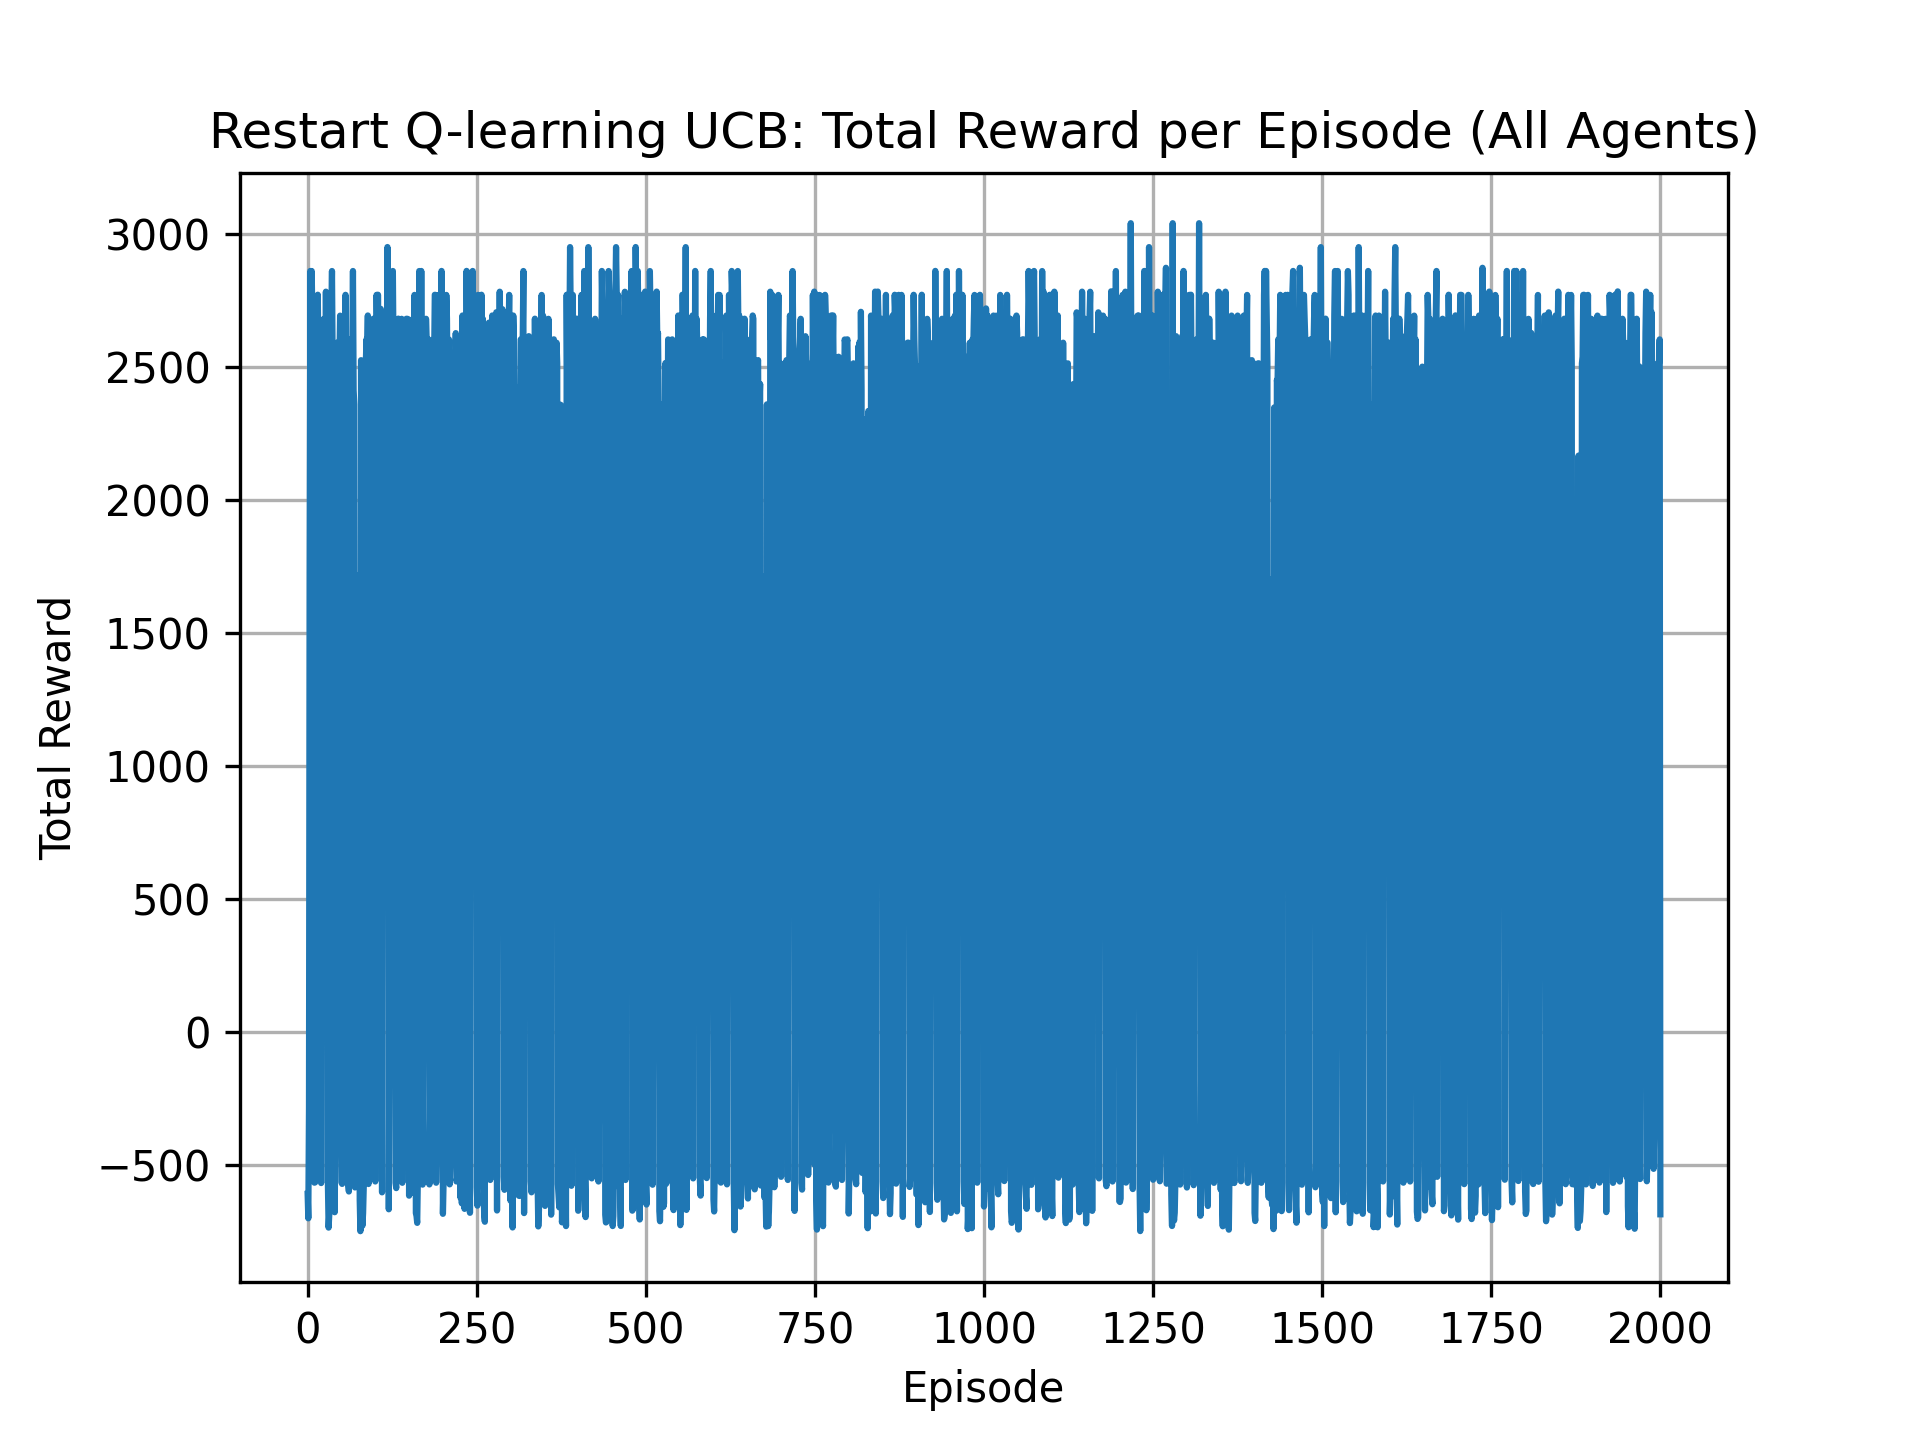 Restart Q-learning UCB: Total Reward per Episode (All Agents)
3000
2500
2000
1500
1000
500
0
−500
Total Reward
0 250 500 750 1000 1250 1500 1750 2000
Episode